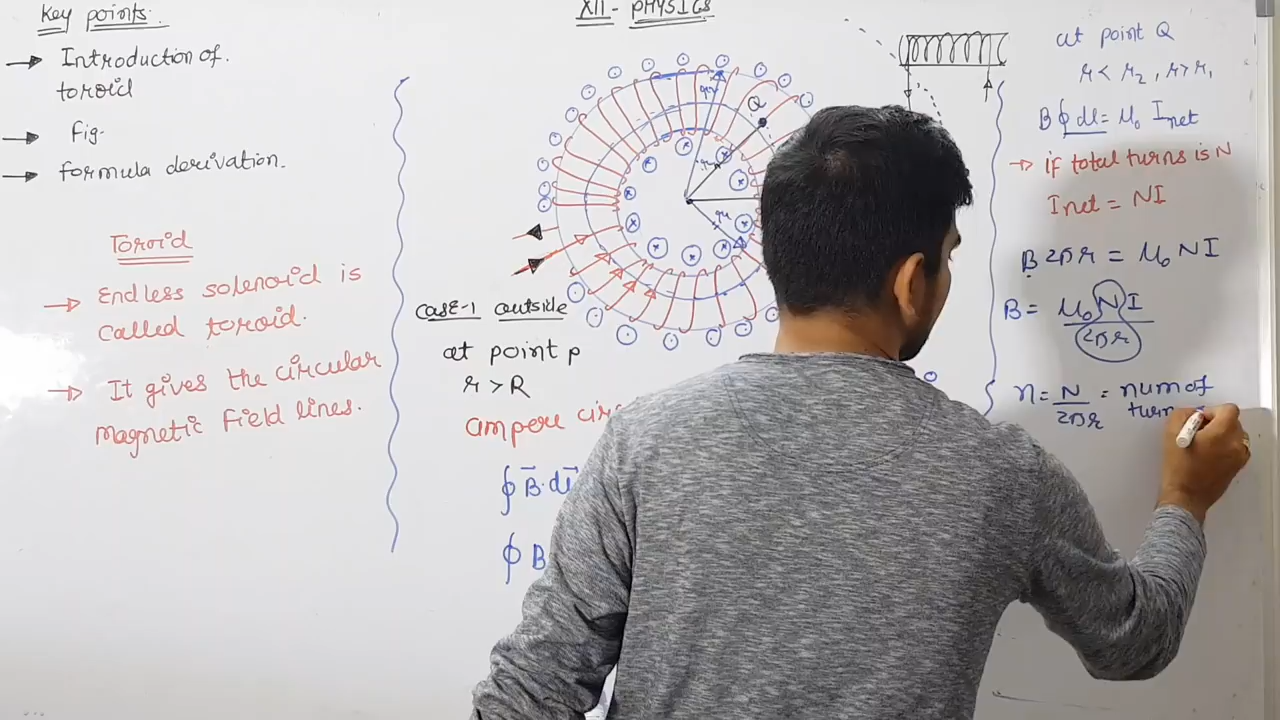 XII - PHYSICS
Key points:
→ Introduction of.
toroid
→ Fig-
→ formula derivation.
Toroid
→ Endless solenoid is
called toroid.
→ It gives the circular
Magnetic Field lines.
Q
CASE-1 outside
at point p
r > R
ampere
∮ B⃗·dl⃗
∮ B
at point Q
r < r₂, r > r₁
B ∮ dl = μ₀ Inet
→ if total turns is N
Inet = NI
B 2πr = μ₀ NI
B = μ₀ N I / 2πr
n = N / 2πr = num of
turn